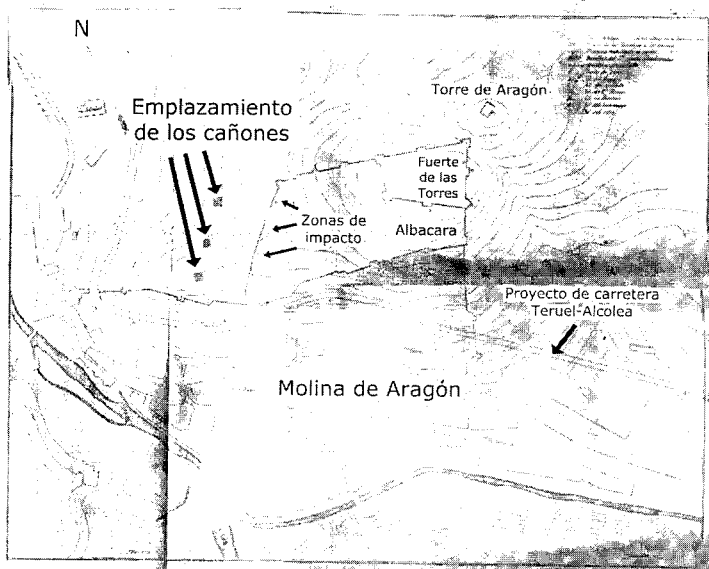 N
Torre de Aragón
Emplazamiento
de los cañones
Fuerte
de las
Torres
Zonas de
impacto
Albacara
Proyecto de carretera
Teruel-Alcolea
Molina de Aragón